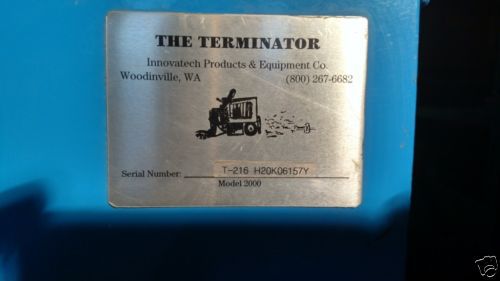 THE TERMINATOR
Innovatech Products & Equipment Co.
Woodinville, WA (800) 267-6682
Serial Number: T-216 H20K06157Y
Model 2000